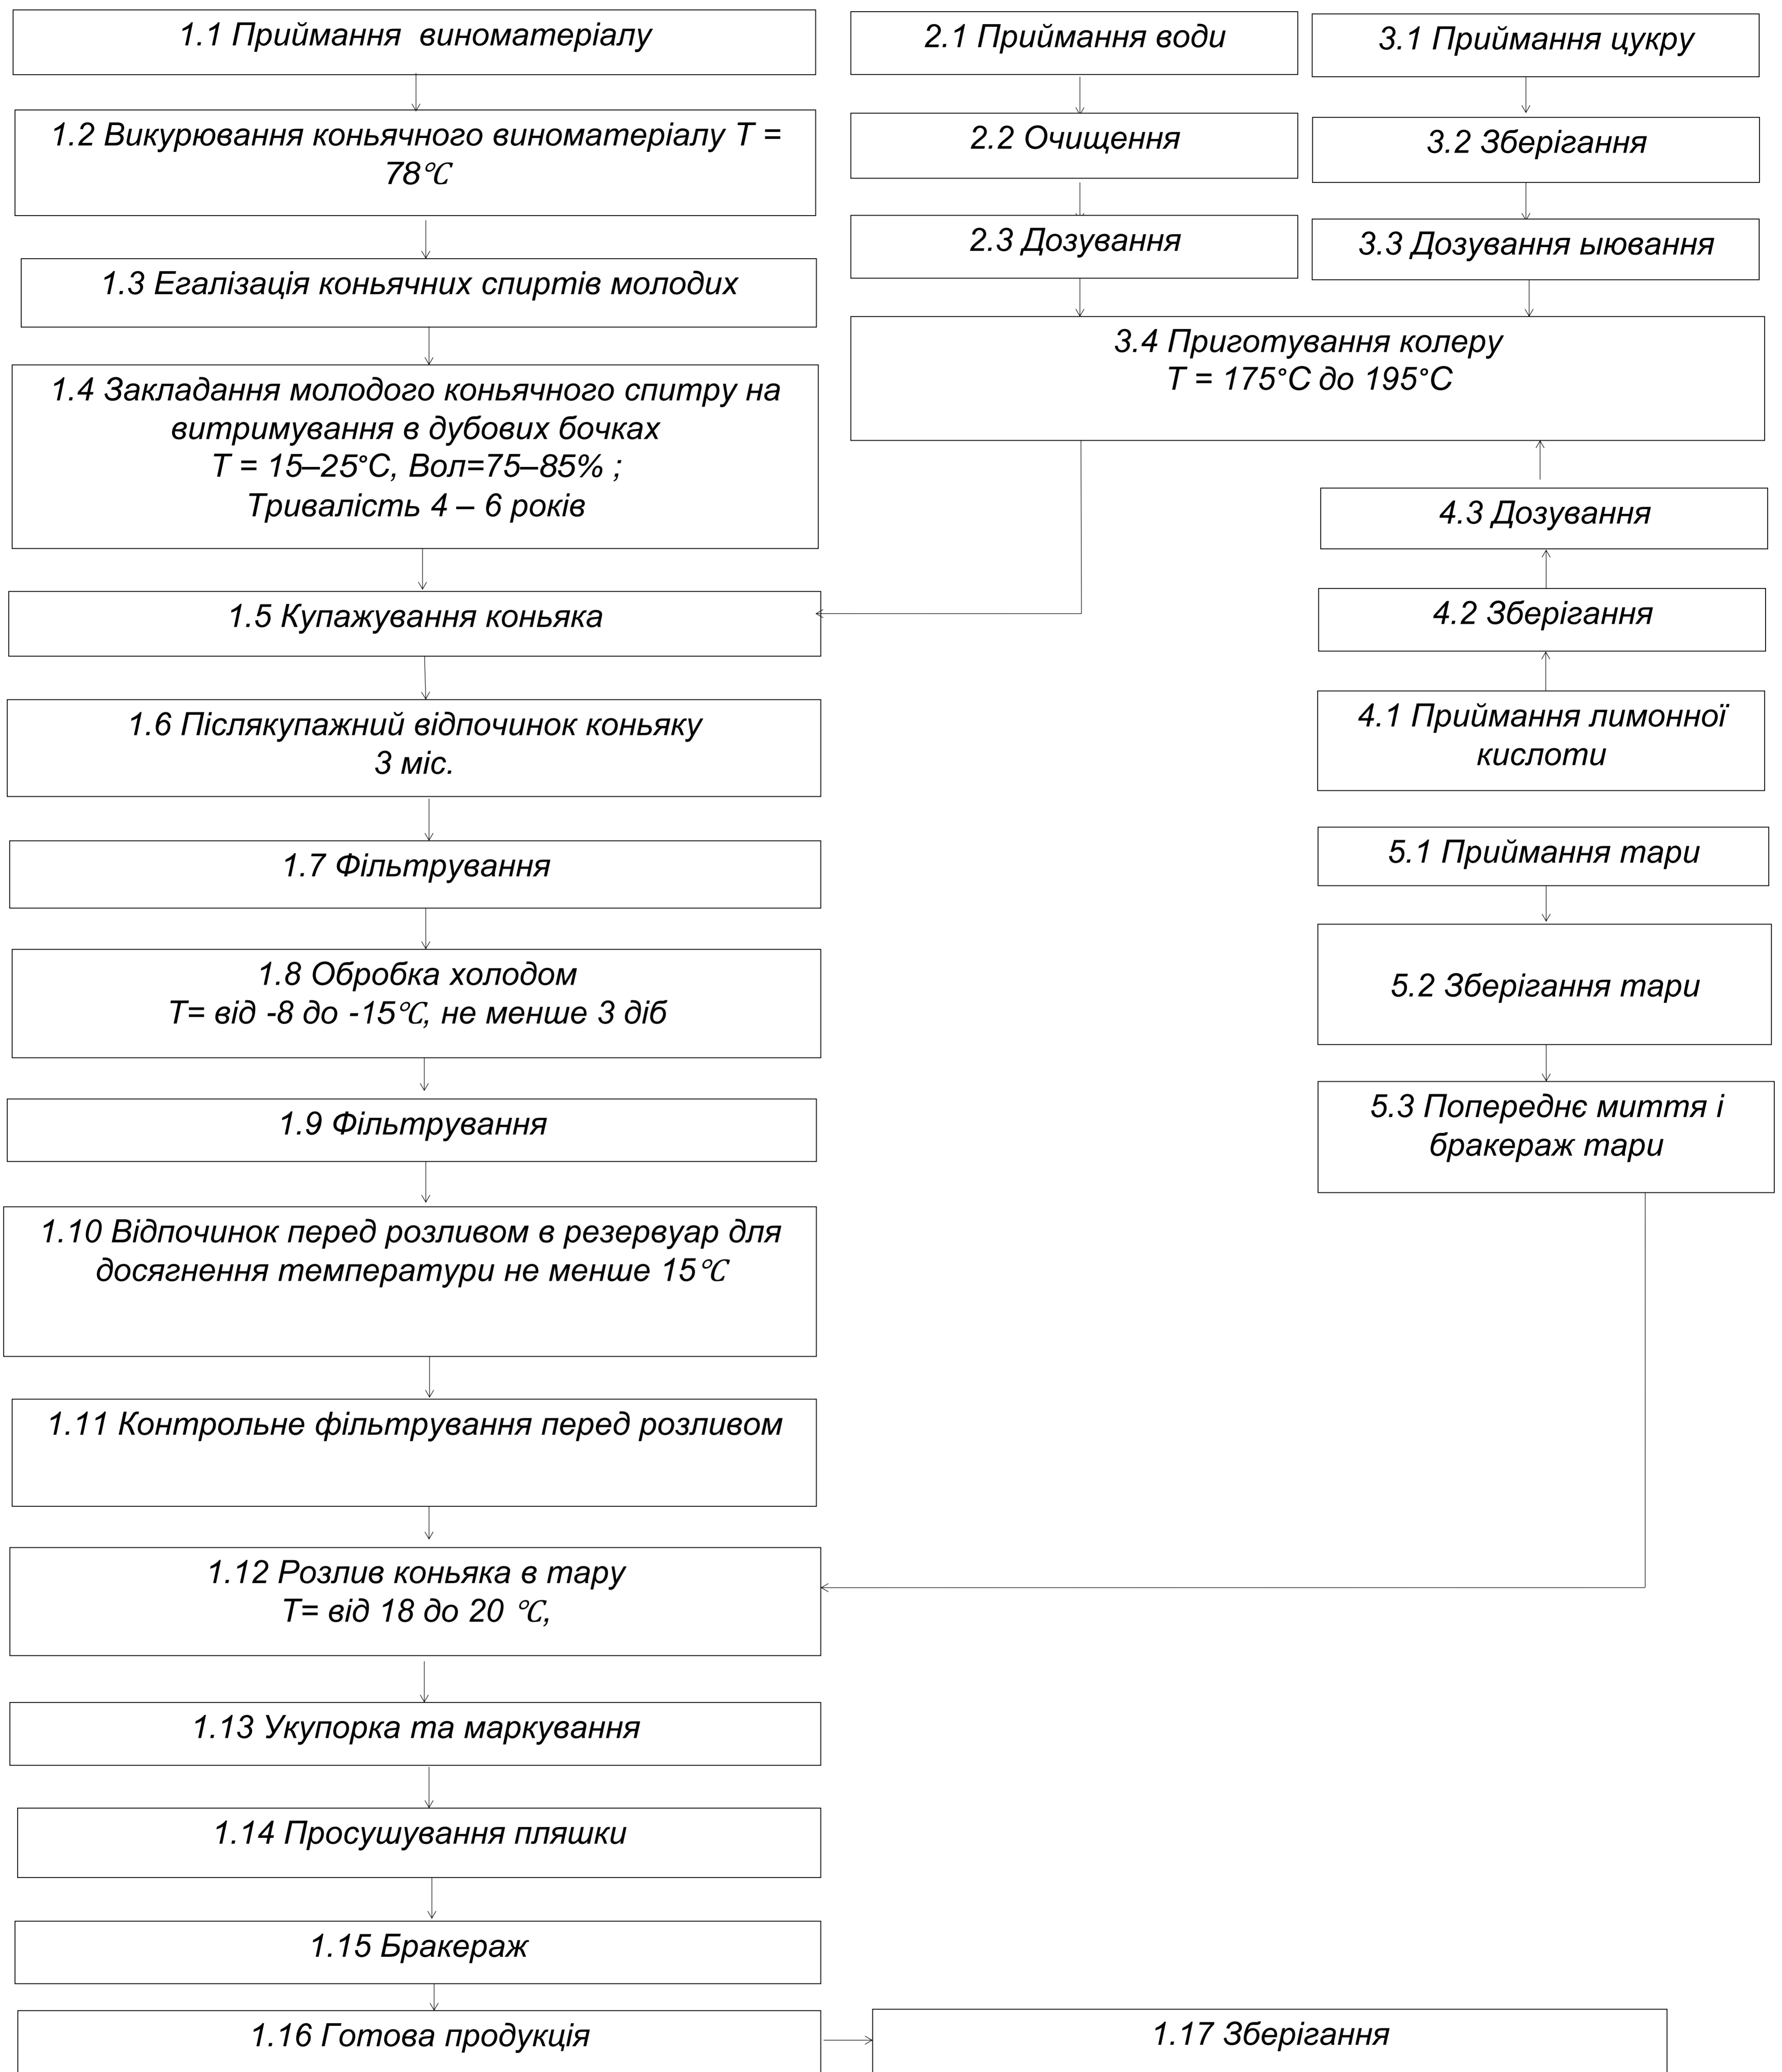 1.1 Приймання виноматеріалу
1.2 Викурювання коньячного виноматеріалу T =
78℃
1.3 Егалізація коньячних спиртів молодих
1.4 Закладання молодого коньячного спитру на
витримування в дубових бочках
T = 15–25°C, Вол=75–85% ;
Тривалість 4 – 6 років
1.5 Купажування коньяка
1.6 Післякупажний відпочинок коньяку
3 міс.
1.7 Фільтрування
1.8 Обробка холодом
T= від -8 до -15℃, не менше 3 діб
1.9 Фільтрування
1.10 Відпочинок перед розливом в резервуар для
досягнення температури не менше 15℃
1.11 Контрольне фільтрування перед розливом
1.12 Розлив коньяка в тару
T= від 18 до 20 ℃,
1.13 Укупорка та маркування
1.14 Просушування пляшки
1.15 Бракераж
1.16 Готова продукція
1.17 Зберігання
2.1 Приймання води
2.2 Очищення
2.3 Дозування
3.1 Приймання цукру
3.2 Зберігання
3.3 Дозування ыювання
3.4 Приготування колеру
T = 175°C до 195°C
4.3 Дозування
4.2 Зберігання
4.1 Приймання лимонної
кислоти
5.1 Приймання тари
5.2 Зберігання тари
5.3 Попереднє миття і
бракераж тари